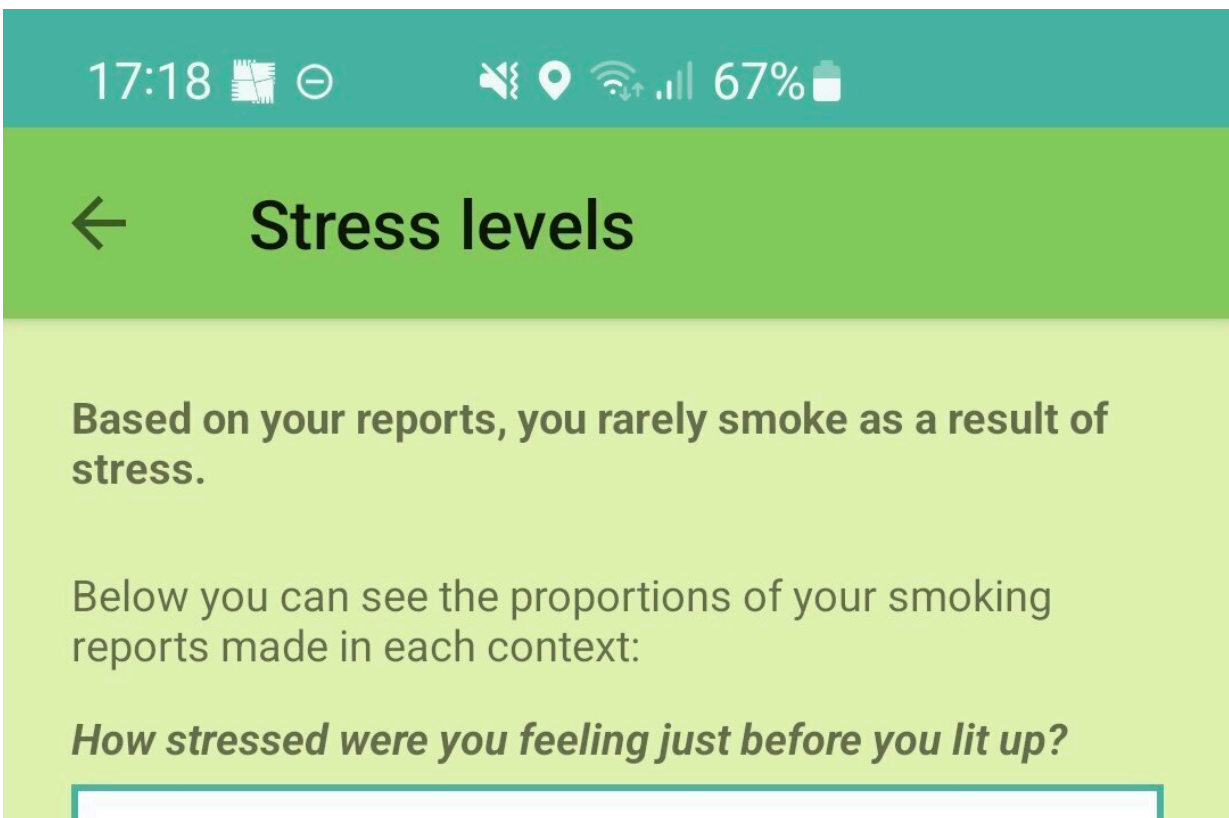 17:18 67%
Stress levels
Based on your reports, you rarely smoke as a result of
stress.
Below you can see the proportions of your smoking
reports made in each context:
How stressed were you feeling just before you lit up?